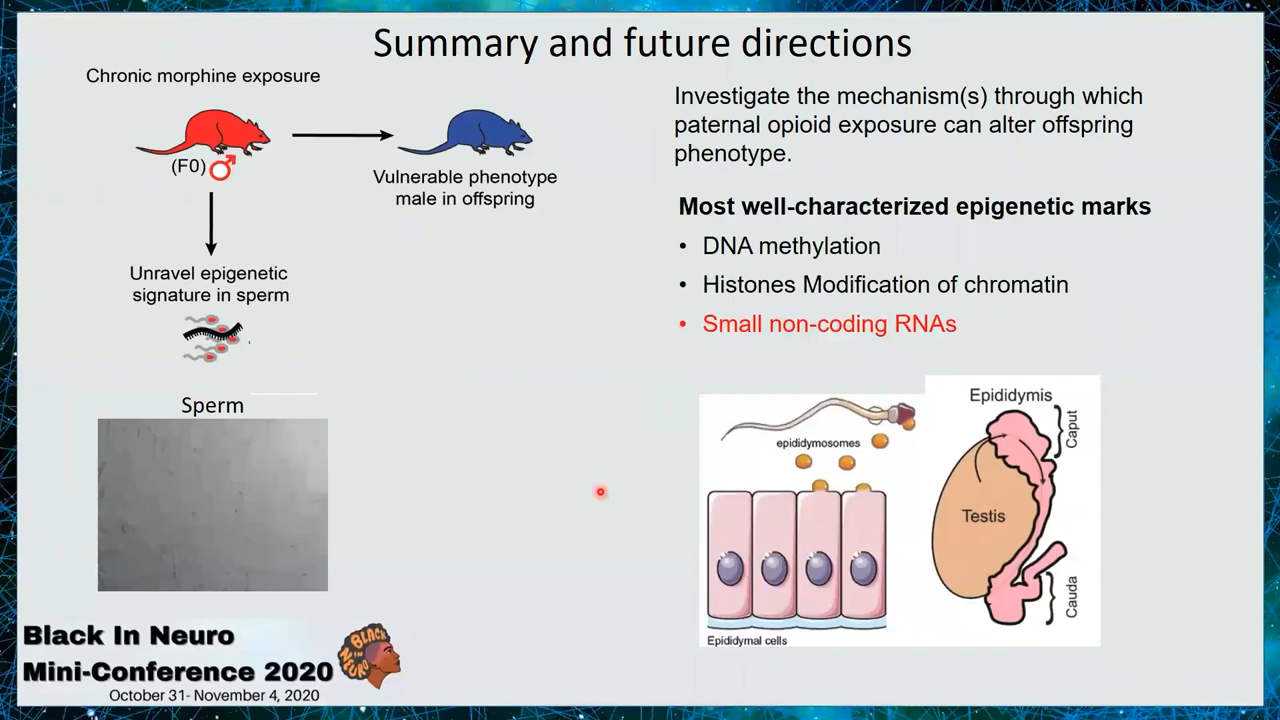 Summary and future directions
Chronic morphine exposure
(F0)
Vulnerable phenotype
male in offspring
Unravel epigenetic
signature in sperm
Sperm
Investigate the mechanism(s) through which
paternal opioid exposure can alter offspring
phenotype.
Most well-characterized epigenetic marks
• DNA methylation
• Histones Modification of chromatin
• Small non-coding RNAs
epididymosomes
Epididymal cells
Epididymis
Caput
Testis
Cauda
Black In Neuro
Mini-Conference 2020
October 31- November 4, 2020
BLACK
IN
NEURO